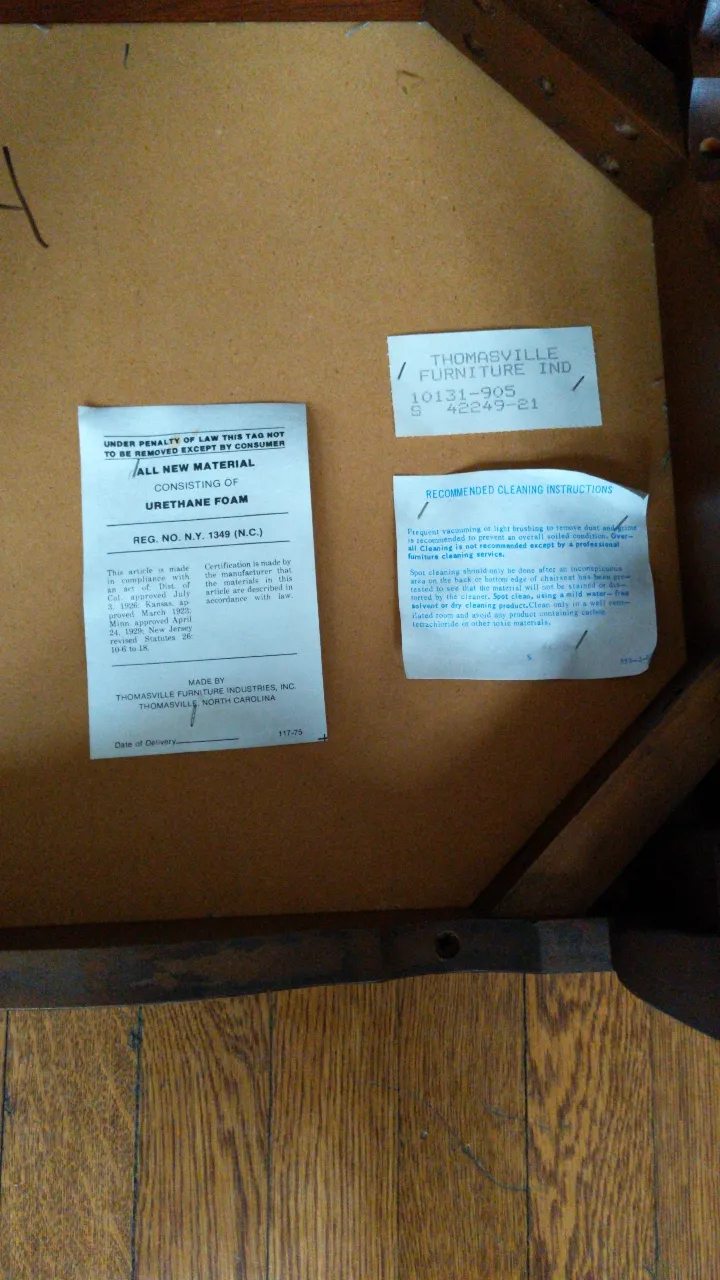 THOMASVILLE
FURNITURE IND
10131-905
S 42249-21
UNDER PENALTY OF LAW THIS TAG NOT
TO BE REMOVED EXCEPT BY CONSUMER
ALL NEW MATERIAL
CONSISTING OF
URETHANE FOAM
REG. NO. N.Y. 1349 (N.C.)
This article is made
in compliance with
an act of Dist. of
Col. approved July
3, 1926; Kansas, ap-
proved March 1923;
Minn. approved April
24, 1929; New Jersey
revised Statutes 26:
10-6 to 18.
Certification is made by
the manufacturer that
the materials in this
article are described in
accordance with law.
MADE BY
THOMASVILLE FURNITURE INDUSTRIES, INC.
THOMASVILLE, NORTH CAROLINA
Date of Delivery
117-75
RECOMMENDED CLEANING INSTRUCTIONS
Frequent vacuuming or light brushing to remove dust and grime
is recommended to prevent an overall soiled condition. Over-
all Cleaning is not recommended except by a professional
furniture cleaning service.
Spot cleaning should only be done after an inconspicuous
area on the back or bottom edge of chairseat has been pre-
tested to see that the material will not be stained or dis-
torted by the cleaner. Spot clean, using a mild water-free
solvent or dry cleaning product. Clean only in a well vent-
ilated room and avoid any product containing carbon
tetrachloride or other toxic materials.
S